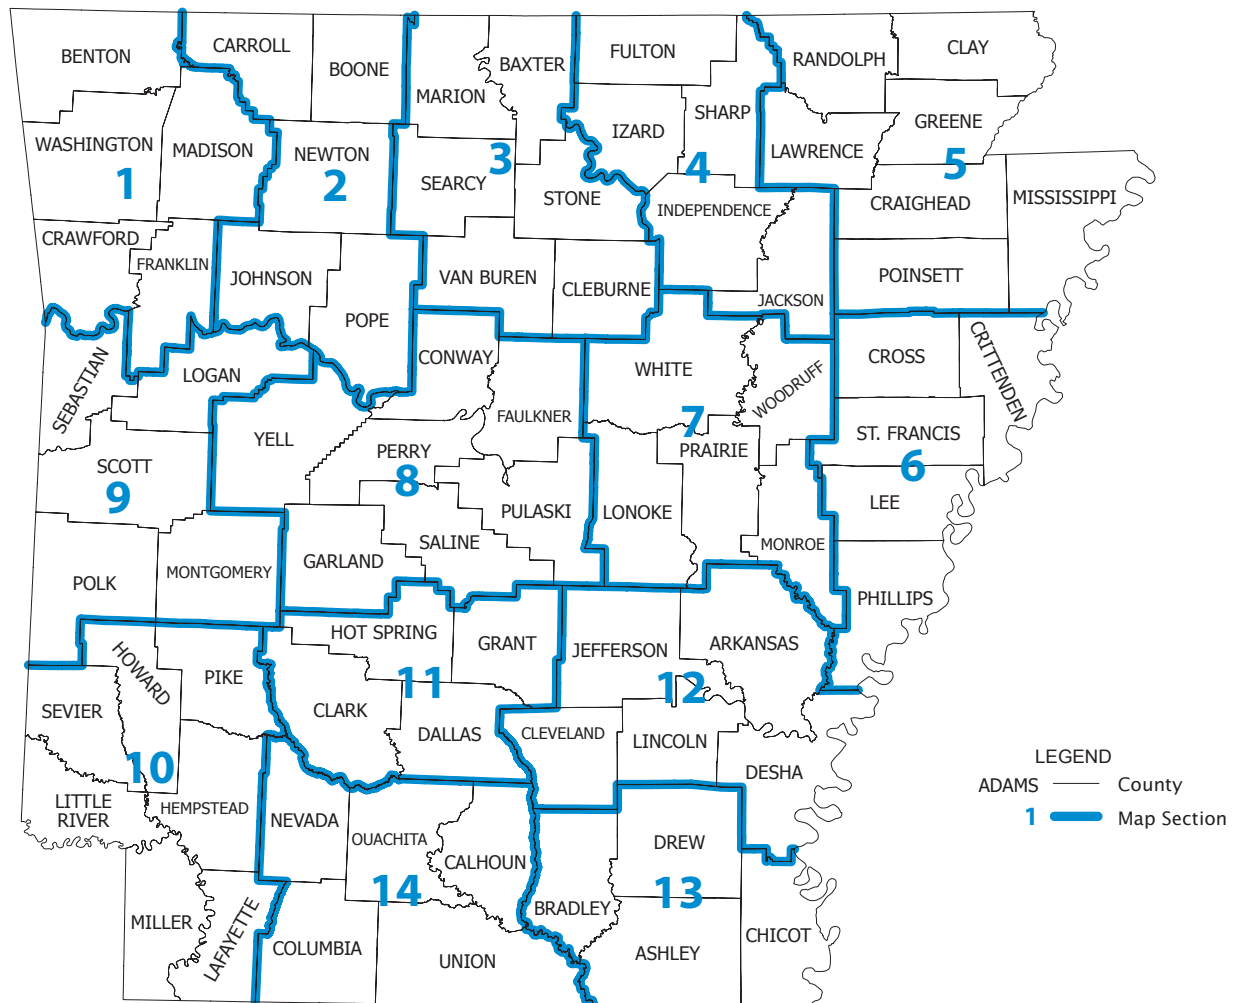 BENTON
CARROLL
BOONE
MARION
BAXTER
FULTON
RANDOLPH
CLAY
SHARP
IZARD
GREENE
WASHINGTON
MADISON
NEWTON
LAWRENCE
1
2
3
4
5
SEARCY
STONE
INDEPENDENCE
CRAIGHEAD
MISSISSIPPI
CRAWFORD
FRANKLIN
JOHNSON
VAN BUREN
CLEBURNE
JACKSON
POINSETT
POPE
CONWAY
WHITE
CROSS
CRITTENDEN
SEBASTIAN
LOGAN
WOODRUFF
FAULKNER
7
YELL
PERRY
PRAIRIE
ST. FRANCIS
6
SCOTT
9
8
PULASKI
LONOKE
LEE
SALINE
MONROE
GARLAND
POLK
MONTGOMERY
PHILLIPS
HOT SPRING
GRANT
JEFFERSON
ARKANSAS
HOWARD
PIKE
11
12
SEVIER
CLARK
DALLAS
CLEVELAND
LINCOLN
10
DESHA
LITTLE
RIVER
HEMPSTEAD
NEVADA
OUACHITA
CALHOUN
DREW
14
13
MILLER
LAFAYETTE
COLUMBIA
UNION
BRADLEY
ASHLEY
CHICOT
LEGEND
ADAMS County
1 Map Section